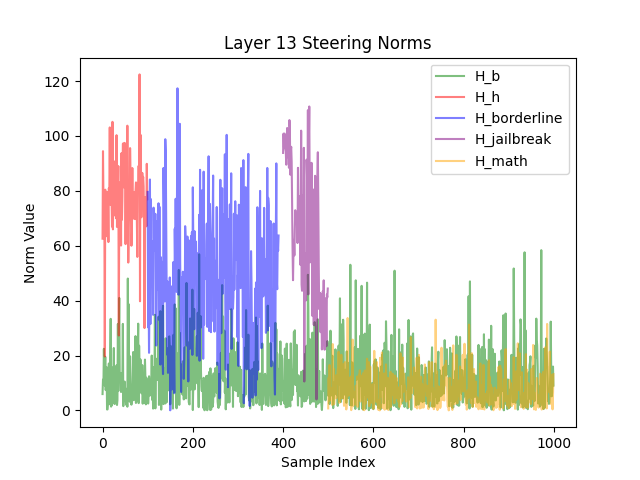 Layer 13 Steering Norms
H_b
H_h
H_borderline
H_jailbreak
H_math
Norm Value
120
100
80
60
40
20
0
0 200 400 600 800 1000
Sample Index